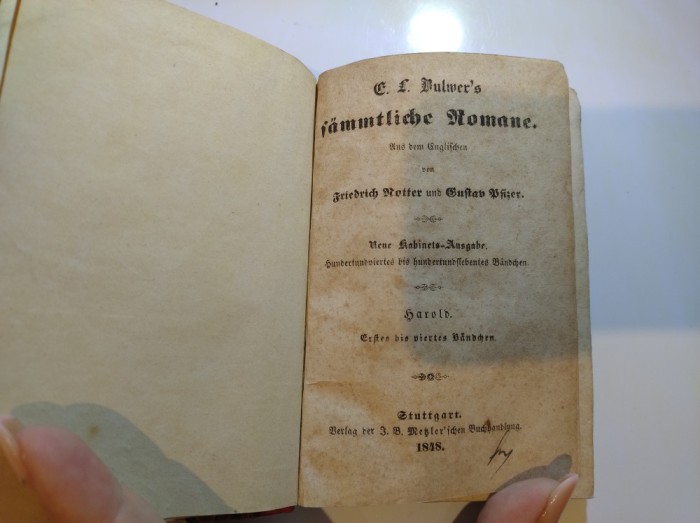 E. L. Bulwer's
sämmtliche Romane.
Aus dem Englischen
von
Friedrich Notter und Gustav Pfizer.
Neue Kabinets-Ausgabe.
Hundertundviertes bis hundertundsiebentes Bändchen.
Harold.
Erstes bis viertes Bändchen.
Stuttgart.
Verlag der J. B. Metzler'schen Buchhandlung.
1848.